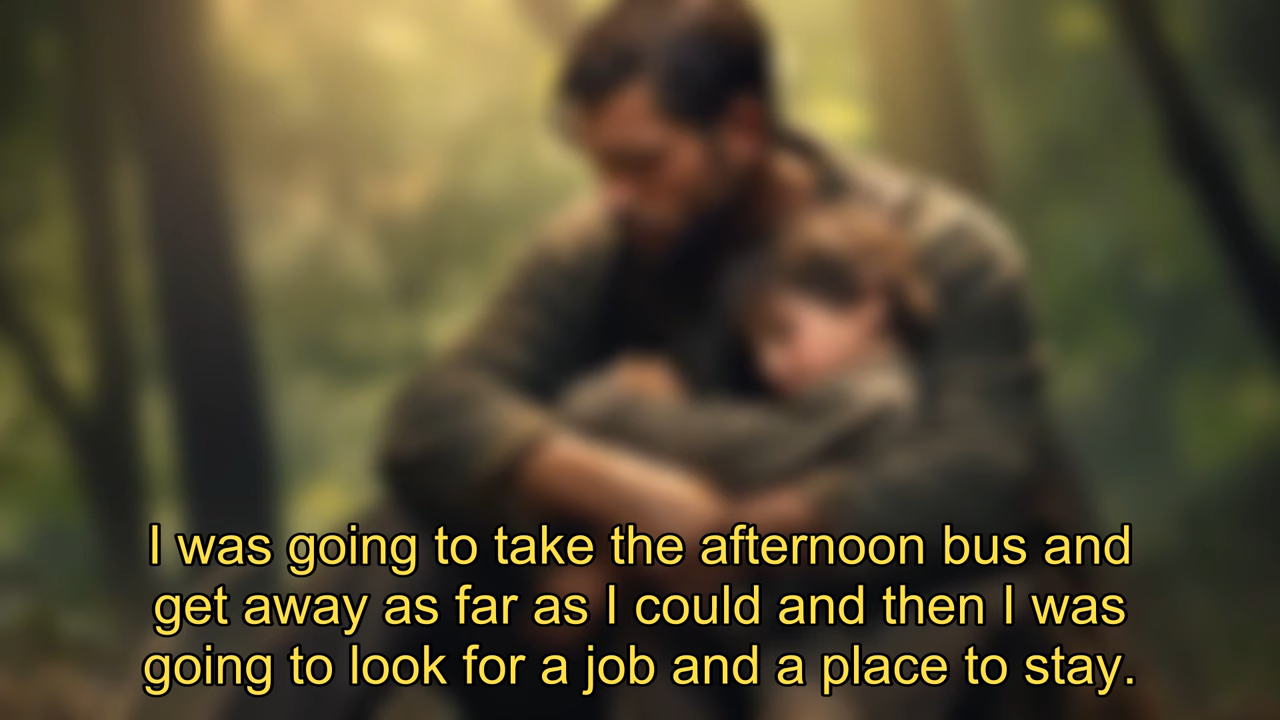 I was going to take the afternoon bus and
get away as far as I could and then I was
going to look for a job and a place to stay.